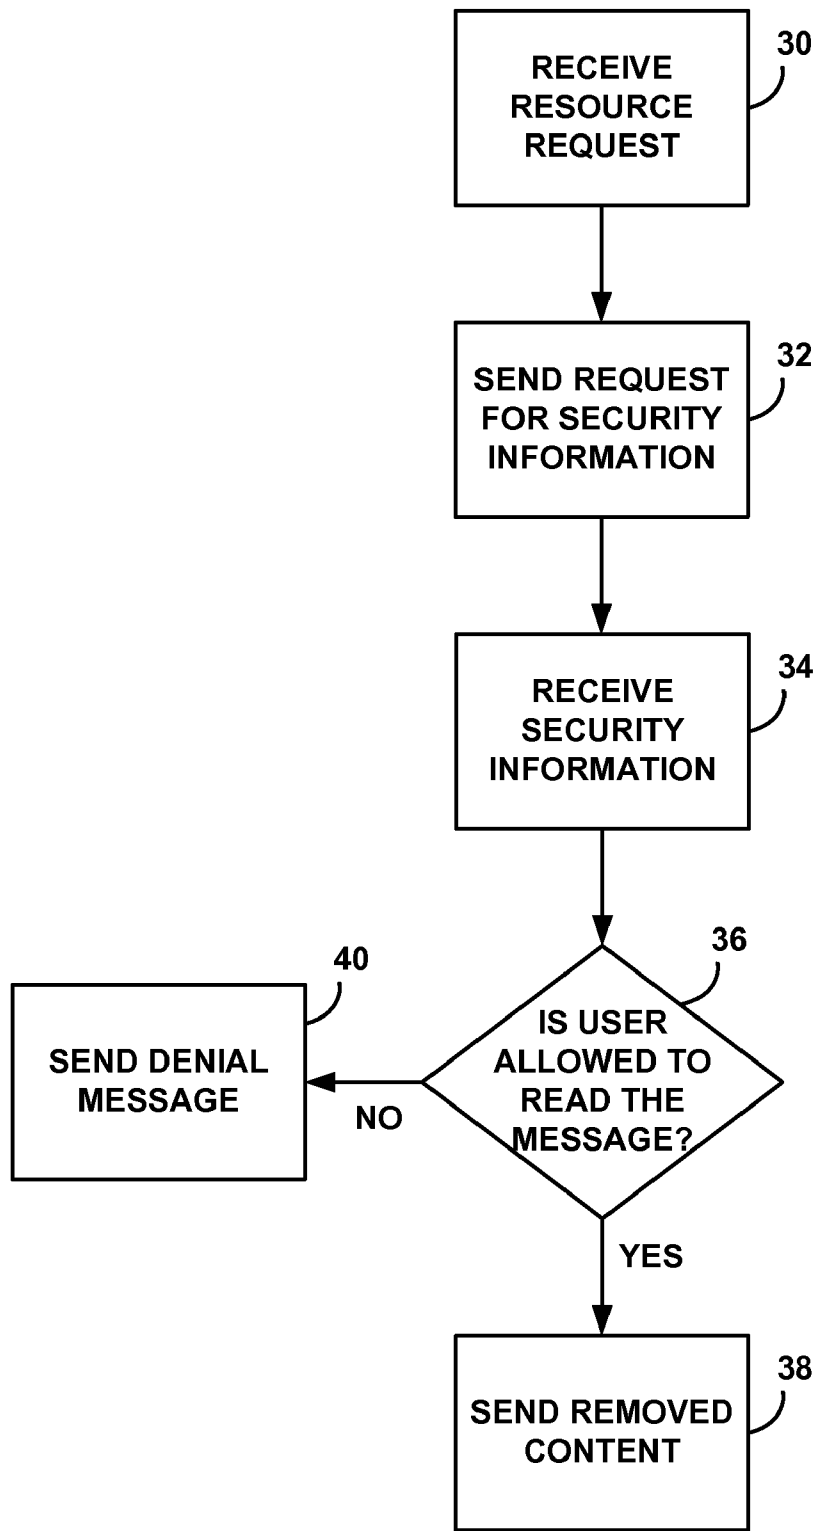 30
RECEIVE
RESOURCE
REQUEST
32
SEND REQUEST
FOR SECURITY
INFORMATION
34
RECEIVE
SECURITY
INFORMATION
36
IS USER
ALLOWED TO
READ THE
MESSAGE?
40
SEND DENIAL
MESSAGE
NO
YES
38
SEND REMOVED
CONTENT